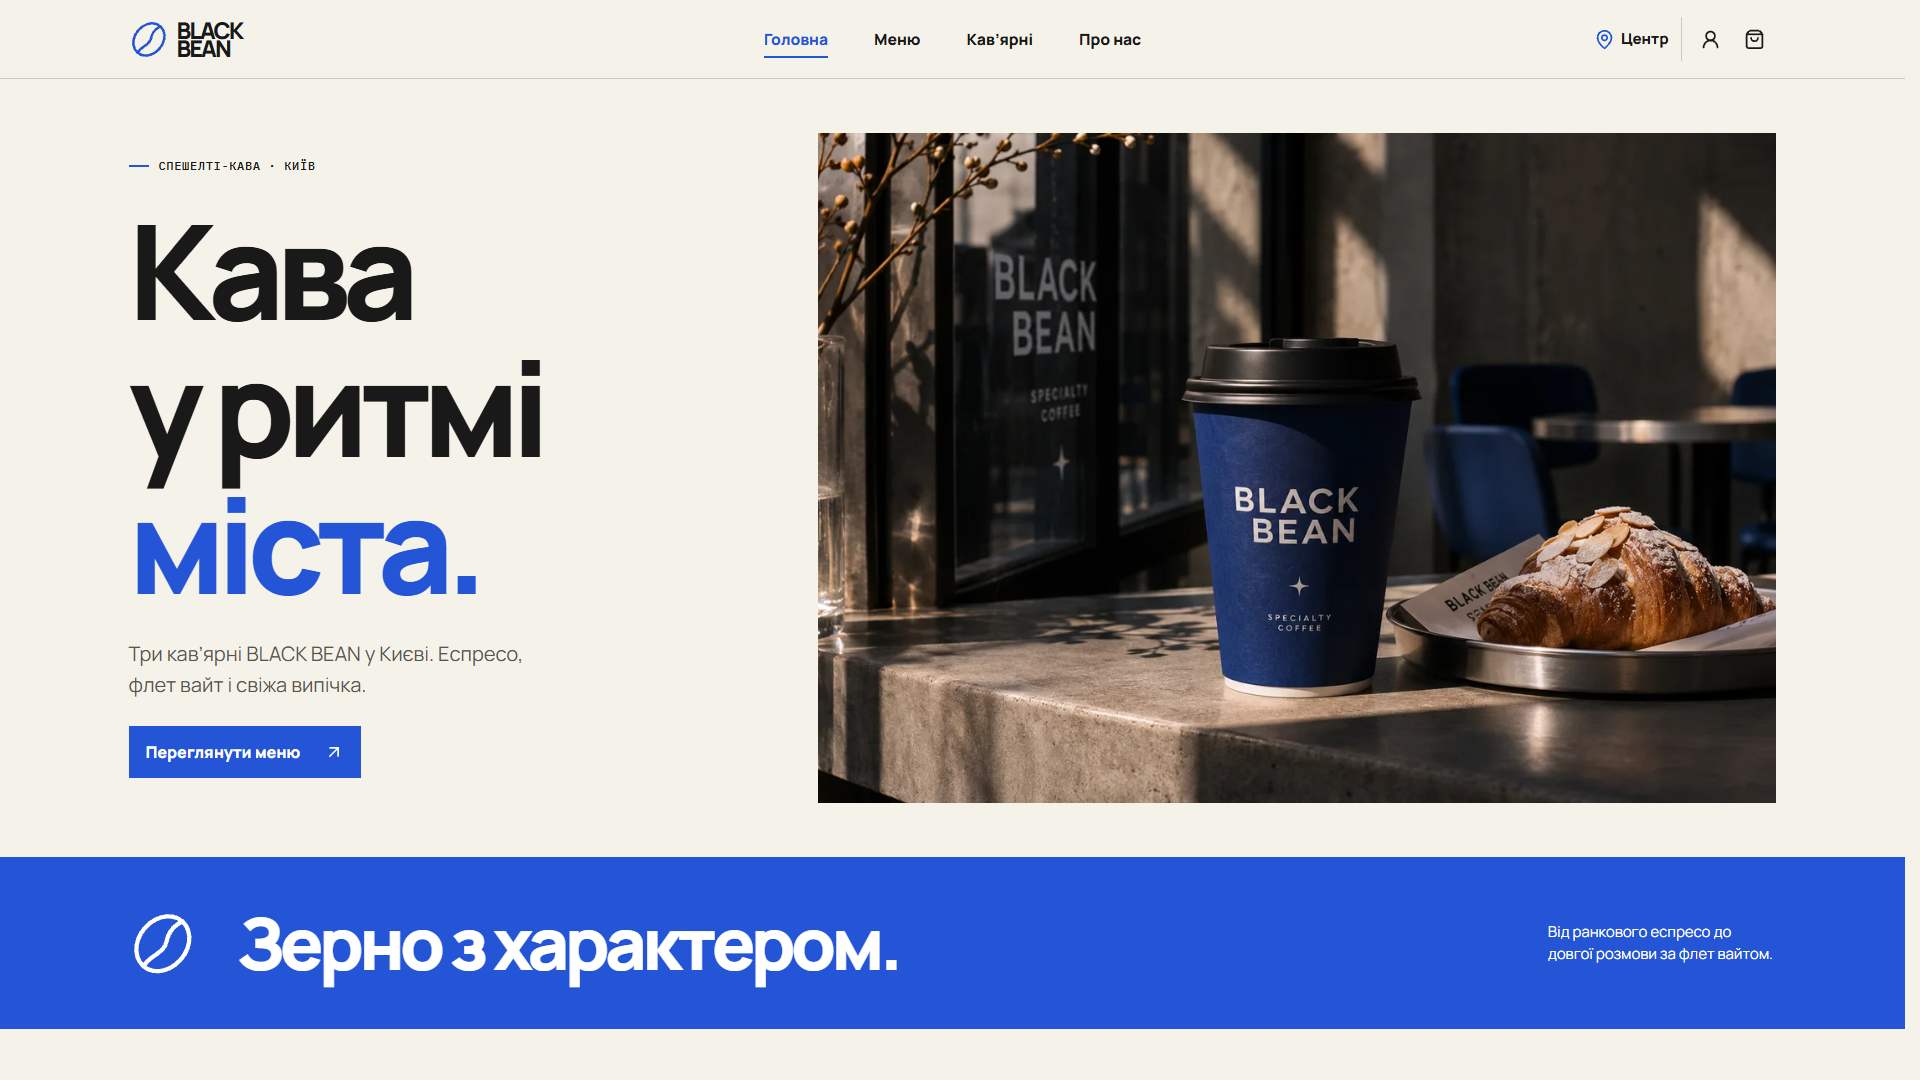 BLACK
BEAN
Головна
Меню
Кав’ярні
Про нас
Центр
СПЕШЕЛТІ-КАВА · КИЇВ
Кава
у ритмі
міста.
Три кав’ярні BLACK BEAN у Києві. Еспресо,
флет вайт і свіжа випічка.
Переглянути меню
BLACK
BEAN
SPECIALTY
COFFEE
BLACK
BEAN
SPECIALTY
COFFEE
BLACK BEAN
Зерно з характером.
Від ранкового еспресо до
довгої розмови за флет вайтом.